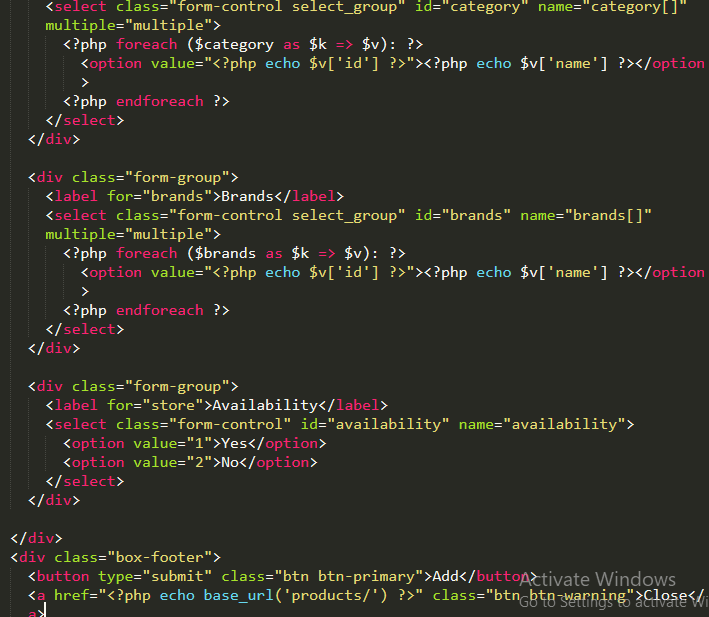 <select class="form-control select_group" id="category" name="category[]"
multiple="multiple">
<?php foreach ($category as $k => $v): ?>
<option value="<?php echo $v['id'] ?>"><?php echo $v['name'] ?></option
>
<?php endforeach ?>
</select>
</div>
<div class="form-group">
<label for="brands">Brands</label>
<select class="form-control select_group" id="brands" name="brands[]"
multiple="multiple">
<?php foreach ($brands as $k => $v): ?>
<option value="<?php echo $v['id'] ?>"><?php echo $v['name'] ?></option
>
<?php endforeach ?>
</select>
</div>
<div class="form-group">
<label for="store">Availability</label>
<select class="form-control" id="availability" name="availability">
<option value="1">Yes</option>
<option value="2">No</option>
</select>
</div>
</div>
<div class="box-footer">
<button type="submit" class="btn btn-primary">Add</button>
<a href="<?php echo base_url('products/') ?>" class="btn btn-warning">Close</
a>
Activate Windows
Go to Settings to activate Wi